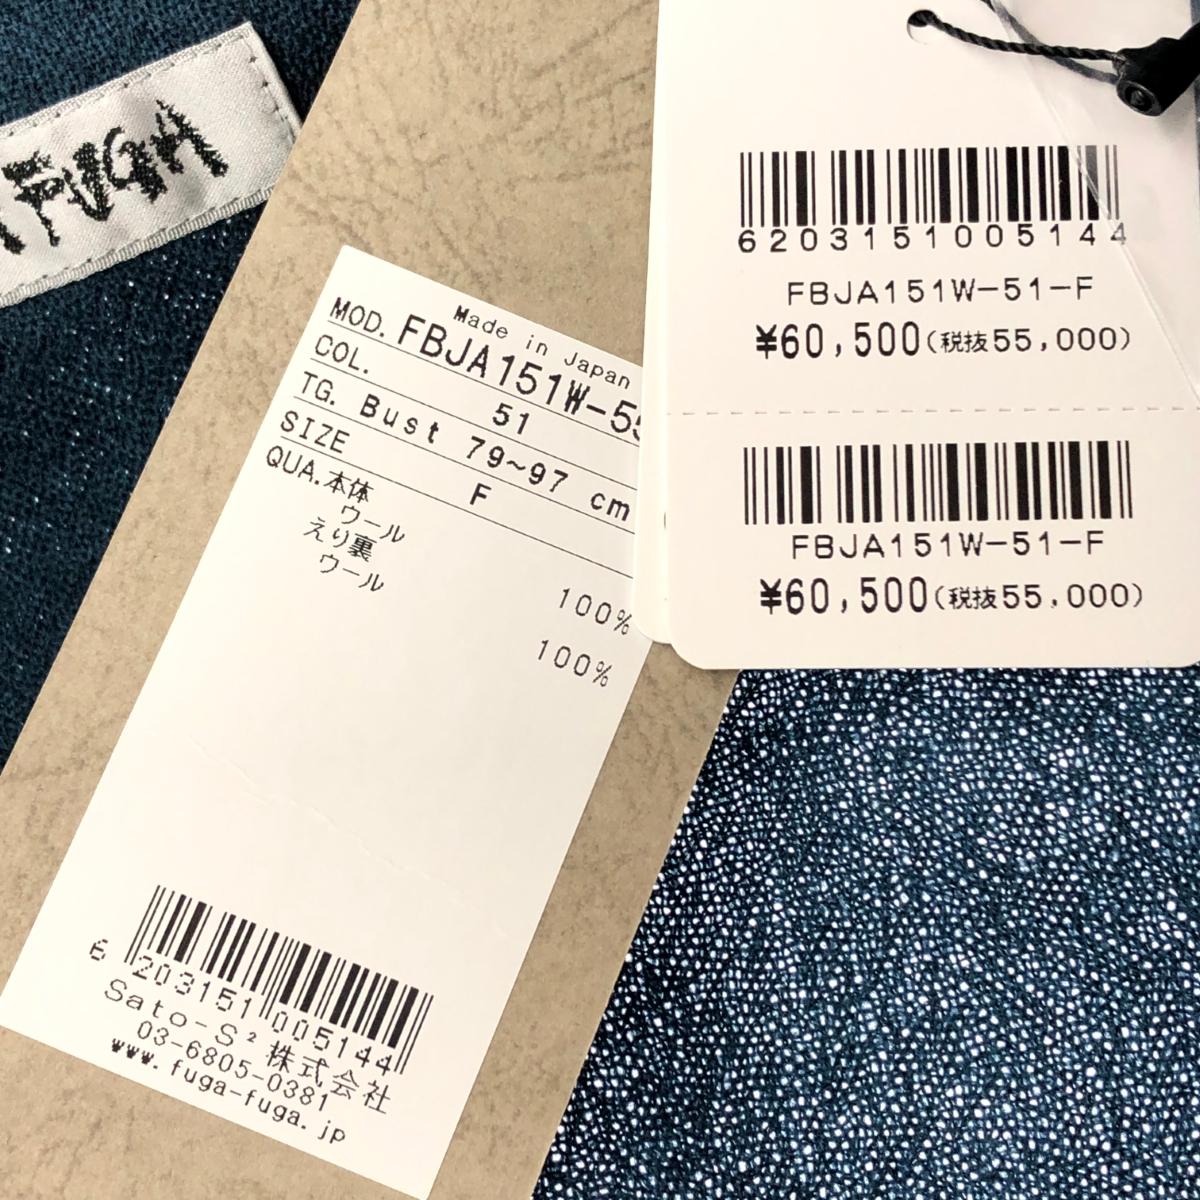 FUGA
Made in Japan
MOD. FBJA151W-55
COL. 51
TG. Bust 79~97 cm
SIZE F
QUA.本体
ウール 100%
えり裏
ウール 100%
6 203151 005144
Sato-S²株式会社
03-6805-0381
www.fuga-fuga.jp
6203151005144
FBJA151W-51-F
¥60,500(税抜55,000)
FBJA151W-51-F
¥60,500(税抜55,000)